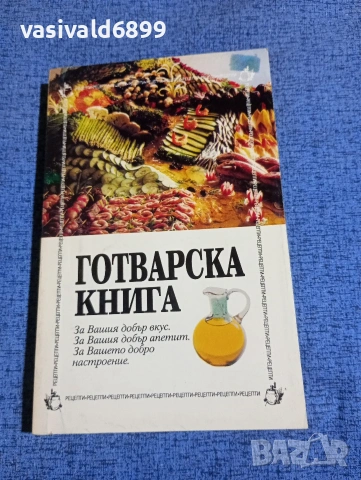 vasivald6899
ГОТВАРСКА
КНИГА
За Вашия добър вкус.
За Вашия добър апетит.
За Вашето добро
настроение.
РЕЦЕПТИ•РЕЦЕПТИ•РЕЦЕПТИ•РЕЦЕПТИ•РЕЦЕПТИ•РЕЦЕПТИ•РЕЦЕПТИ
BAZAR